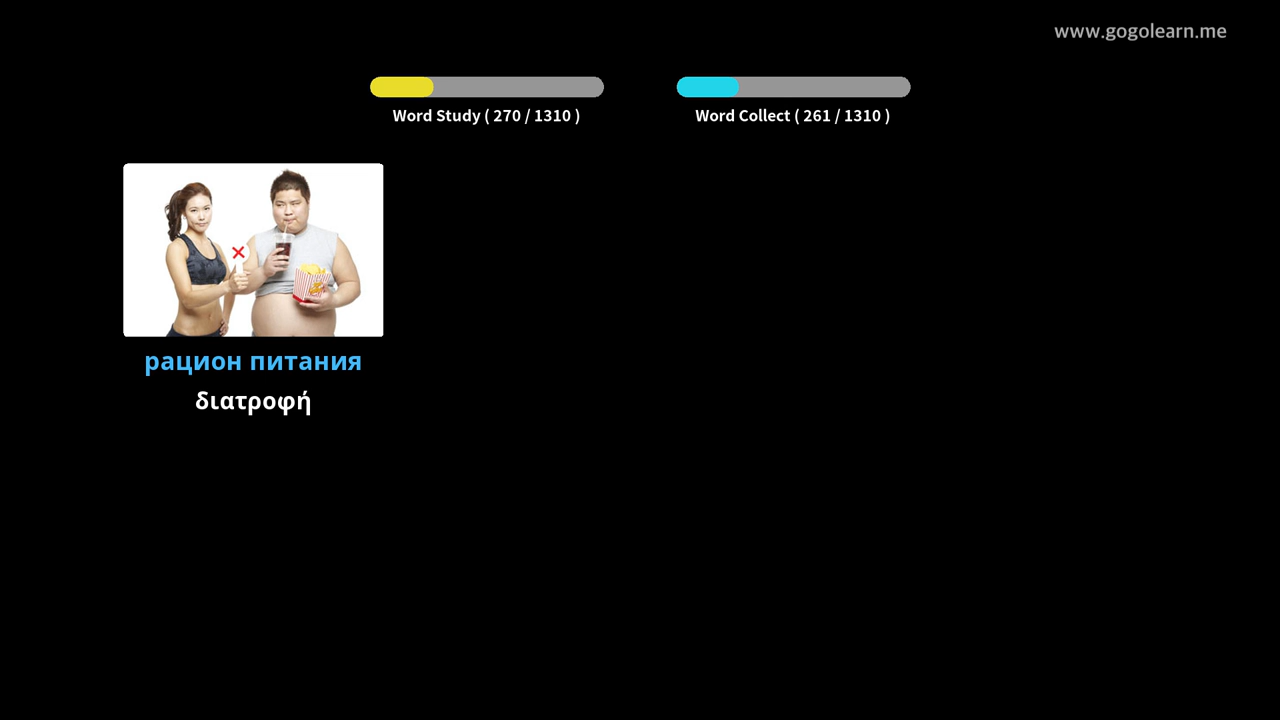 www.gogolearn.me
Word Study ( 270 / 1310 )
Word Collect ( 261 / 1310 )
рацион питания
διατροφή